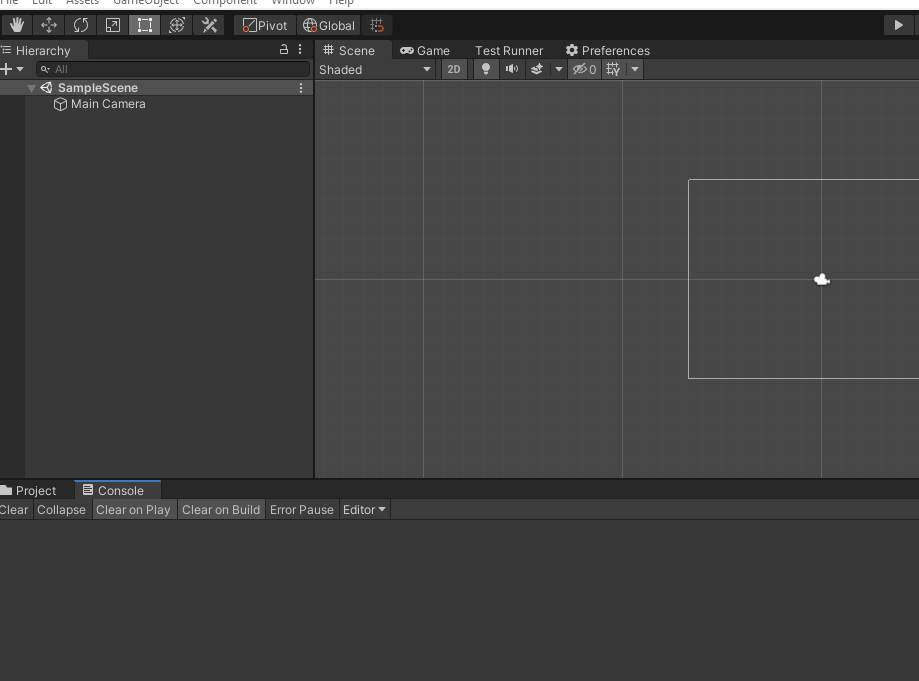 File Edit Assets GameObject Component Window Help
Pivot Global
Hierarchy
Scene Game Test Runner Preferences
All
Shaded 2D 0
SampleScene
Main Camera
Project Console
Clear Collapse Clear on Play Clear on Build Error Pause Editor